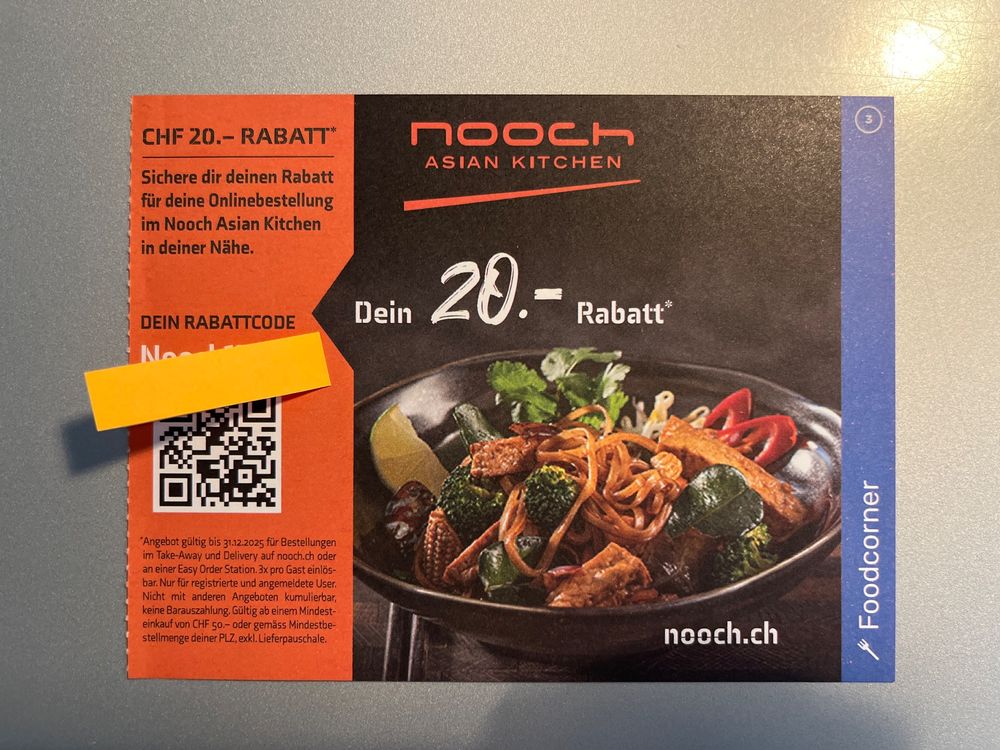 CHF 20.– RABATT*
Sichere dir deinen Rabatt
für deine Onlinebestellung
im Nooch Asian Kitchen
in deiner Nähe.
DEIN RABATTCODE
*Angebot gültig bis 31.12.2025 für Bestellungen
im Take-Away und Delivery auf nooch.ch oder
an einer Easy Order Station. 3x pro Gast einlös-
bar. Nur für registrierte und angemeldete User.
Nicht mit anderen Angeboten kumulierbar,
keine Barauszahlung. Gültig ab einem Mindest-
einkauf von CHF 50.– oder gemäss Mindestbe-
stellmenge deiner PLZ, exkl. Lieferpauschale.
nooch
ASIAN KITCHEN
Dein 20.– Rabatt*
nooch.ch
3
Foodcorner